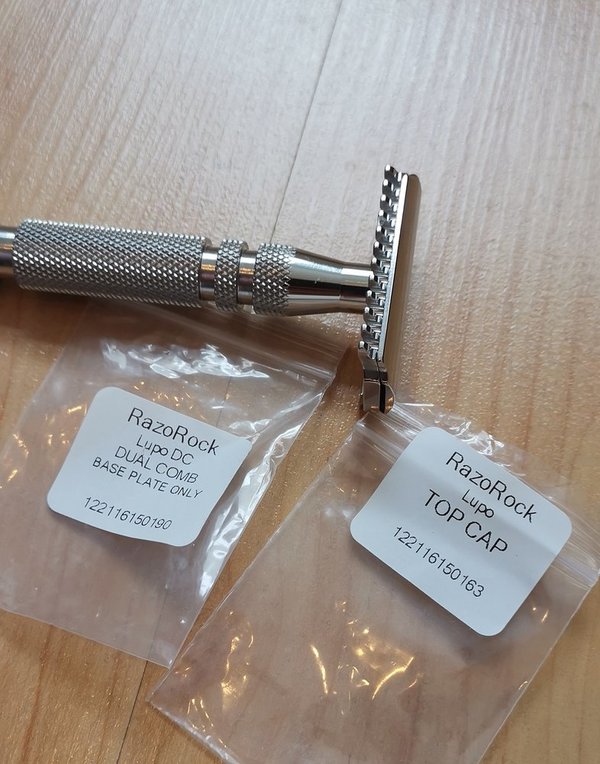 RazoRock
Lupo DC
DUAL COMB
BASE PLATE ONLY
122116150190
RazoRock
Lupo
TOP CAP
122116150163